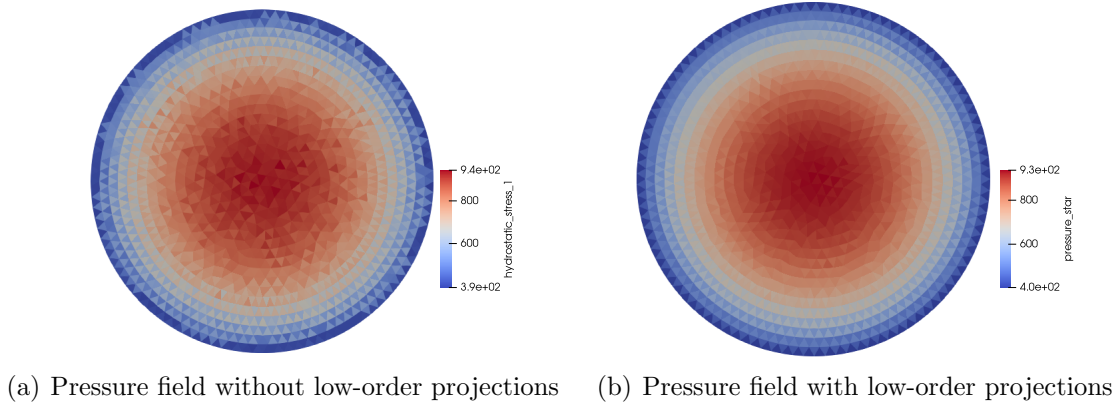 9.4e+02
800
600
3.9e+02
hydrostatic_stress_1
9.3e+02
800
600
4.0e+02
pressure_star
(a) Pressure field without low-order projections
(b) Pressure field with low-order projections